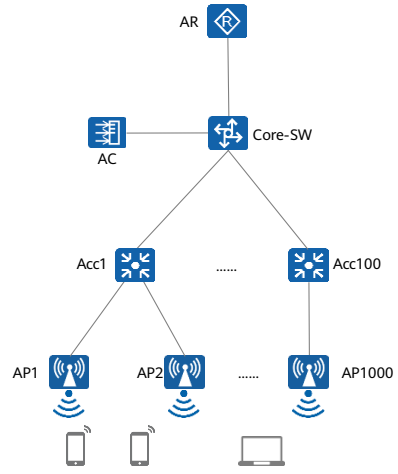 AR
R
Core-SW
AC
Acc1
......
Acc100
AP1
AP2
......
AP1000